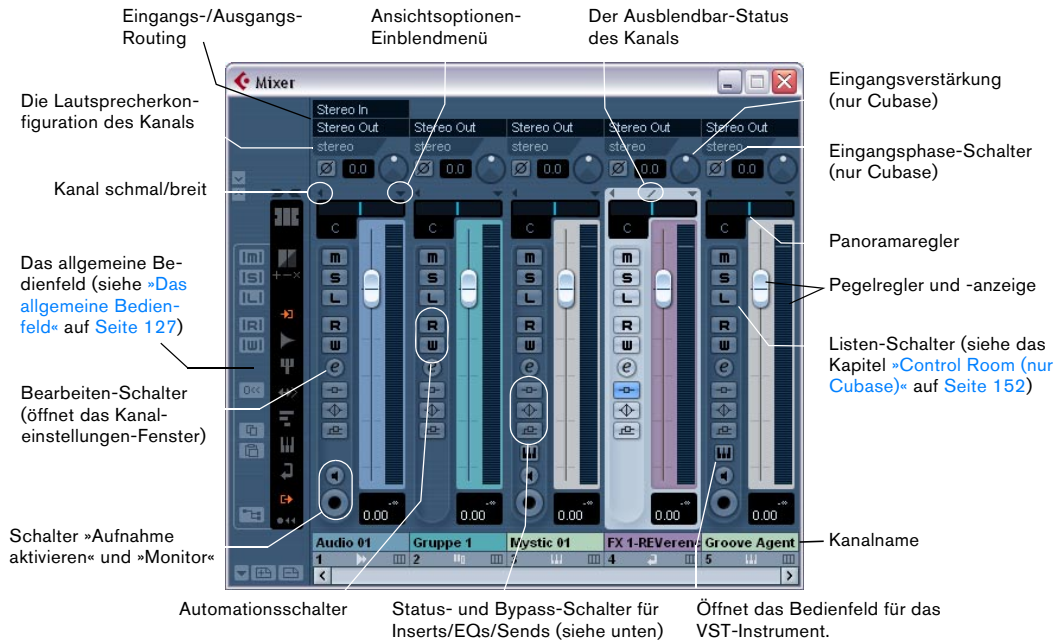 Eingangs-/Ausgangs-
Routing
Ansichtsoptionen-
Einblendmenü
Der Ausblendbar-Status
des Kanals
Die Lautsprecherkon-
figuration des Kanals
Kanal schmal/breit
Das allgemeine Be-
dienfeld (siehe »Das
allgemeine Bedien-
feld« auf Seite 127)
Bearbeiten-Schalter
(öffnet das Kanal-
einstellungen-Fenster)
Schalter »Aufnahme
aktivieren« und »Monitor«
Mixer
Stereo In
Stereo Out Stereo Out Stereo Out Stereo Out Stereo Out
stereo stereo stereo stereo stereo
0.0 0.0 0.0 0.0 0.0
C C C C C
m m m m m
S S S S S
L L L L L
R R R R R
W W W W W
e e e e e
-∞ -∞ -∞ -∞ -∞
0.00 0.00 0.00 0.00 0.00
Audio 01 Gruppe 1 Mystic 01 FX 1-REVerenc Groove Agent
1 2 3 4 5
Eingangsverstärkung
(nur Cubase)
Eingangsphase-Schalter
(nur Cubase)
Panoramaregler
Pegelregler und -anzeige
Listen-Schalter (siehe das
Kapitel »Control Room (nur
Cubase)« auf Seite 152)
Kanalname
Automationsschalter
Status- und Bypass-Schalter für
Inserts/EQs/Sends (siehe unten)
Öffnet das Bedienfeld für das
VST-Instrument.